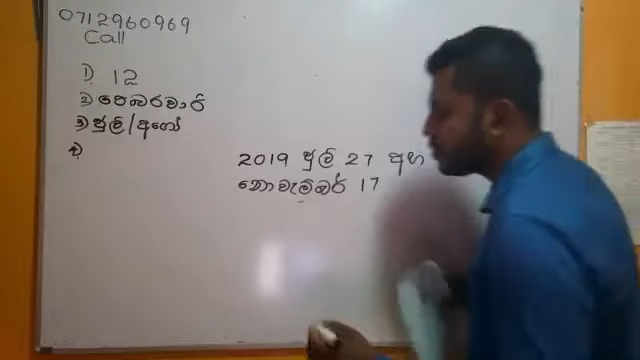 0712960969
Call
1) 12
2) පෙබරවාරි
3) ජුලි/අගෝ
4)
2019 ජුලි 27 අඟ
නොවැම්බර් 17